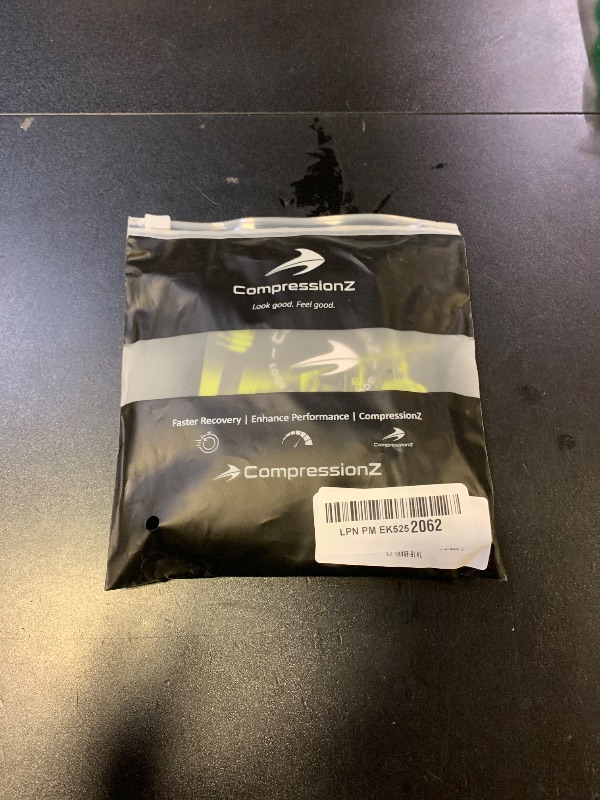 CompressionZ
Look good. Feel good.
Faster Recovery | Enhance Performance | CompressionZ
CompressionZ
CompressionZ
LPN PM EK5252062